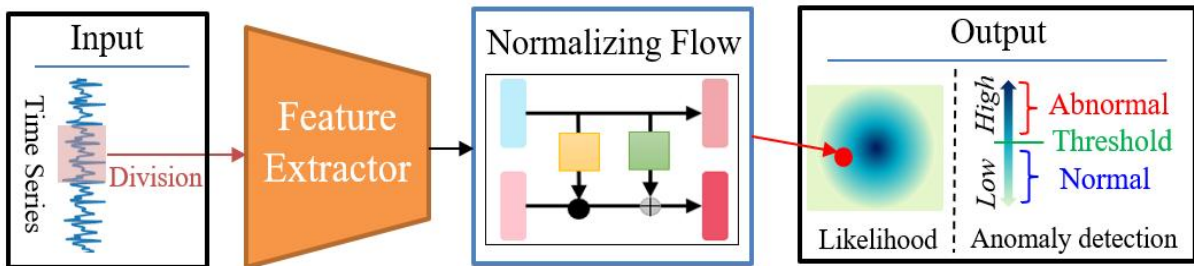 Input
Time Series
Division
Feature
Extractor
Normalizing Flow
Output
Likelihood
High
Low
Abnormal
Threshold
Normal
Anomaly detection